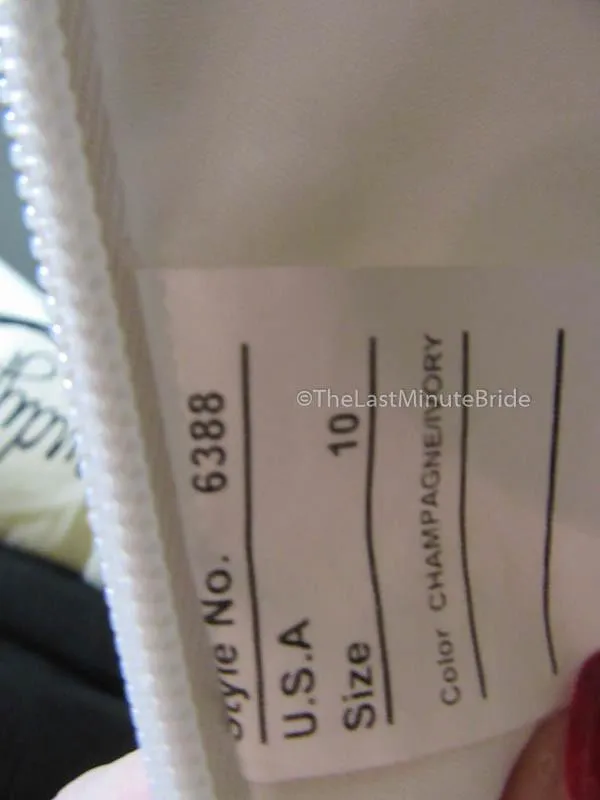 Style No. 6388
U.S.A
Size 10
Color CHAMPAGNE/IVORY
©TheLastMinuteBride